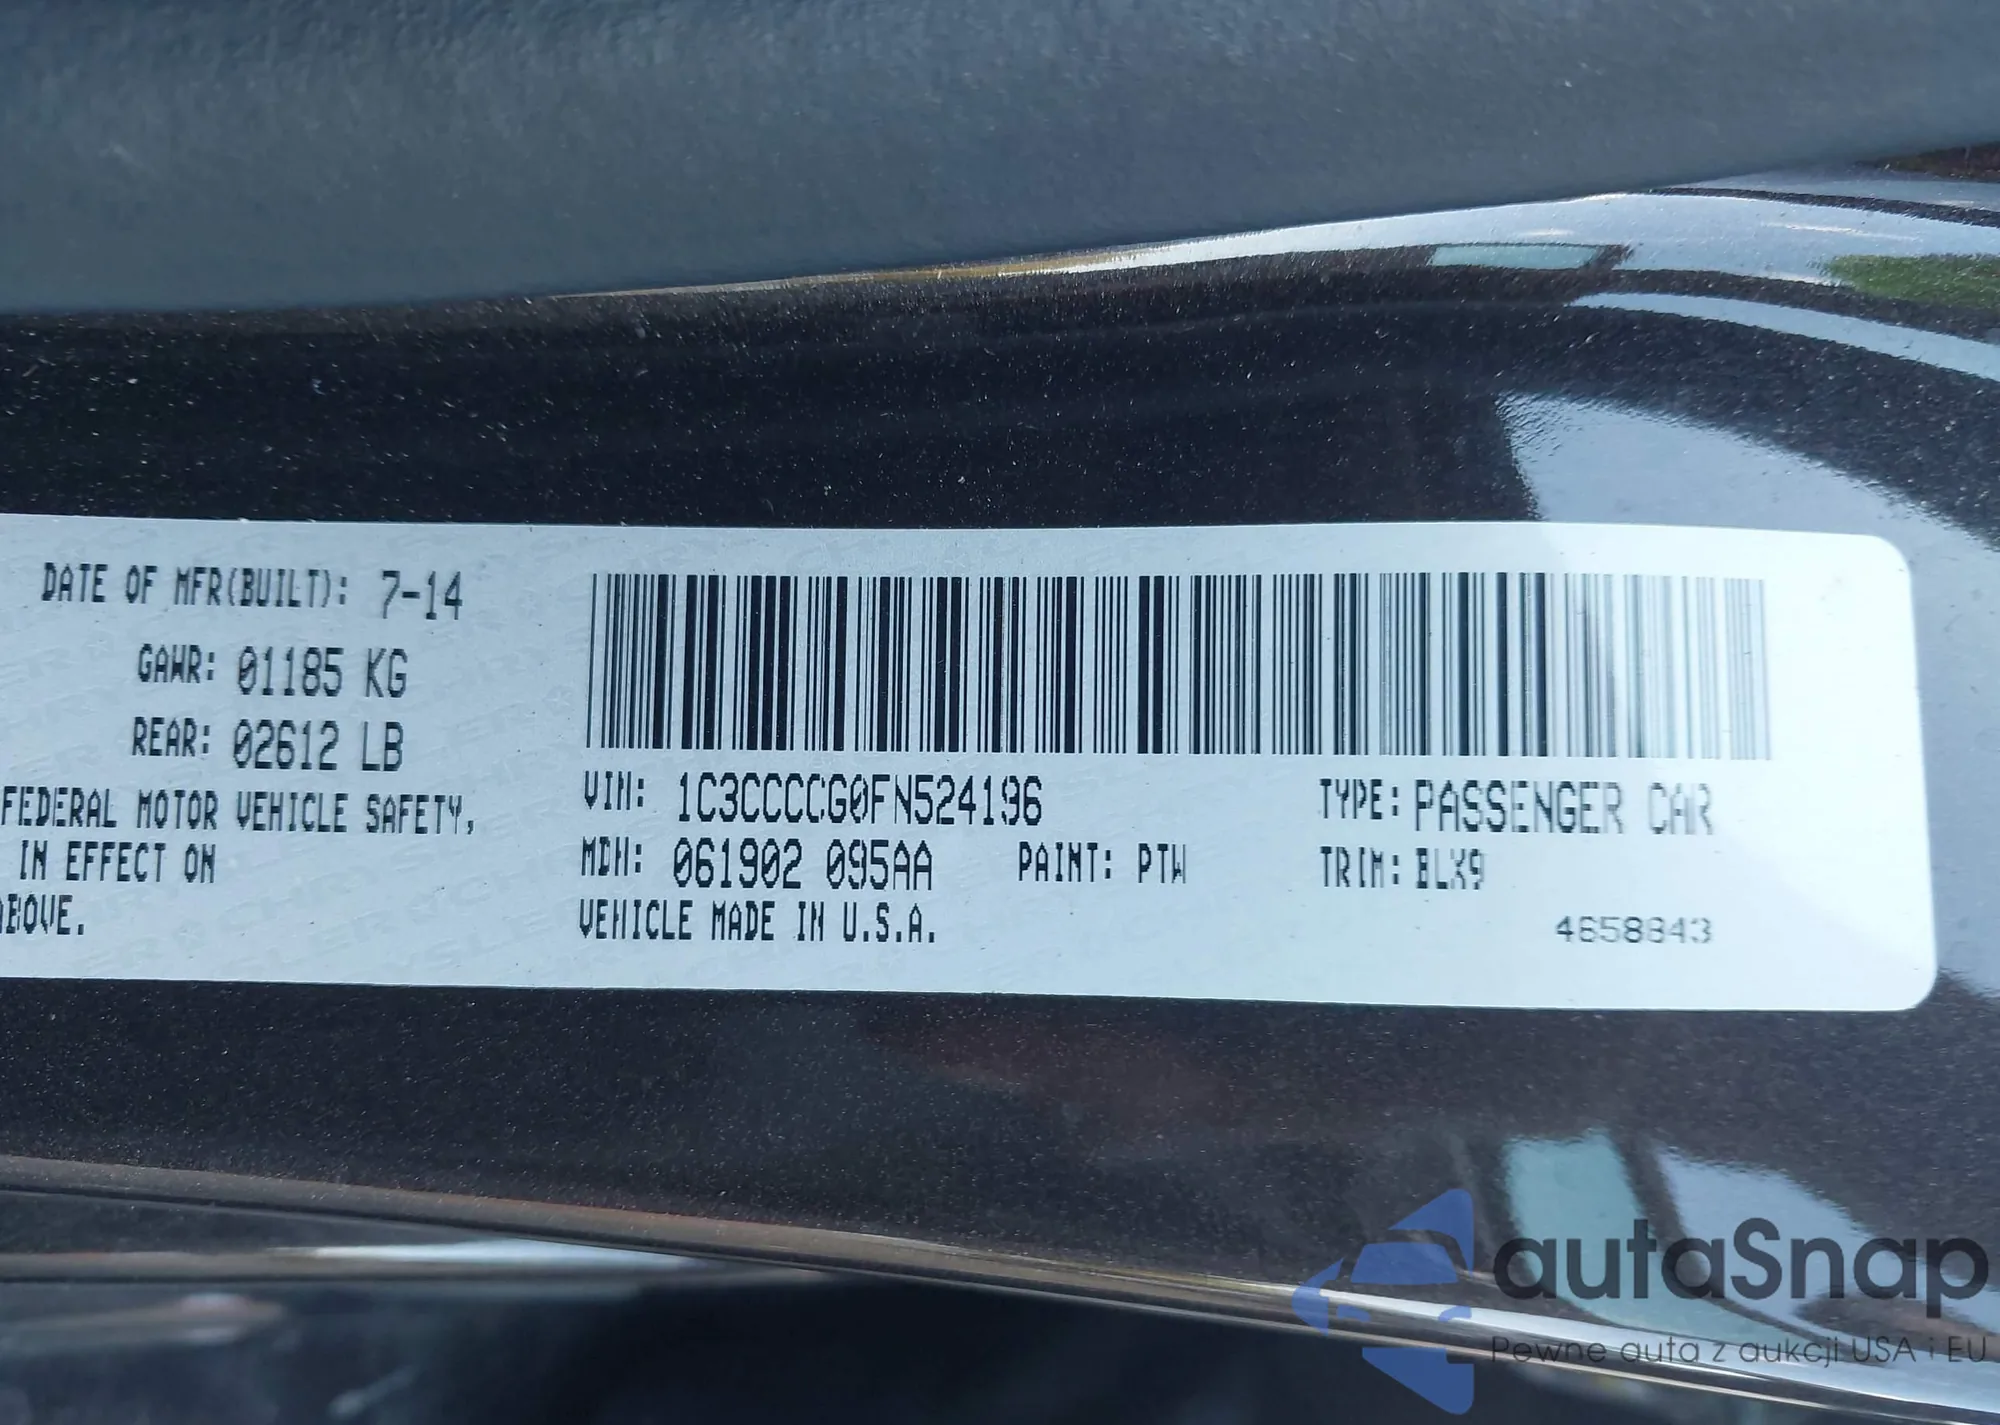 DATE OF MFR(BUILT): 7-14
GAWR: 01185 KG
REAR: 02612 LB
FEDERAL MOTOR VEHICLE SAFETY,
IN EFFECT ON
ABOVE.
VIN: 1C3CCCCG0FN524196
TYPE: PASSENGER CAR
MDH: 061902 095AA
PAINT: PTW
TRIM: BLX9
VEHICLE MADE IN U.S.A.
4658843
autaSnap
Pewne auta z aukcji USA i EU